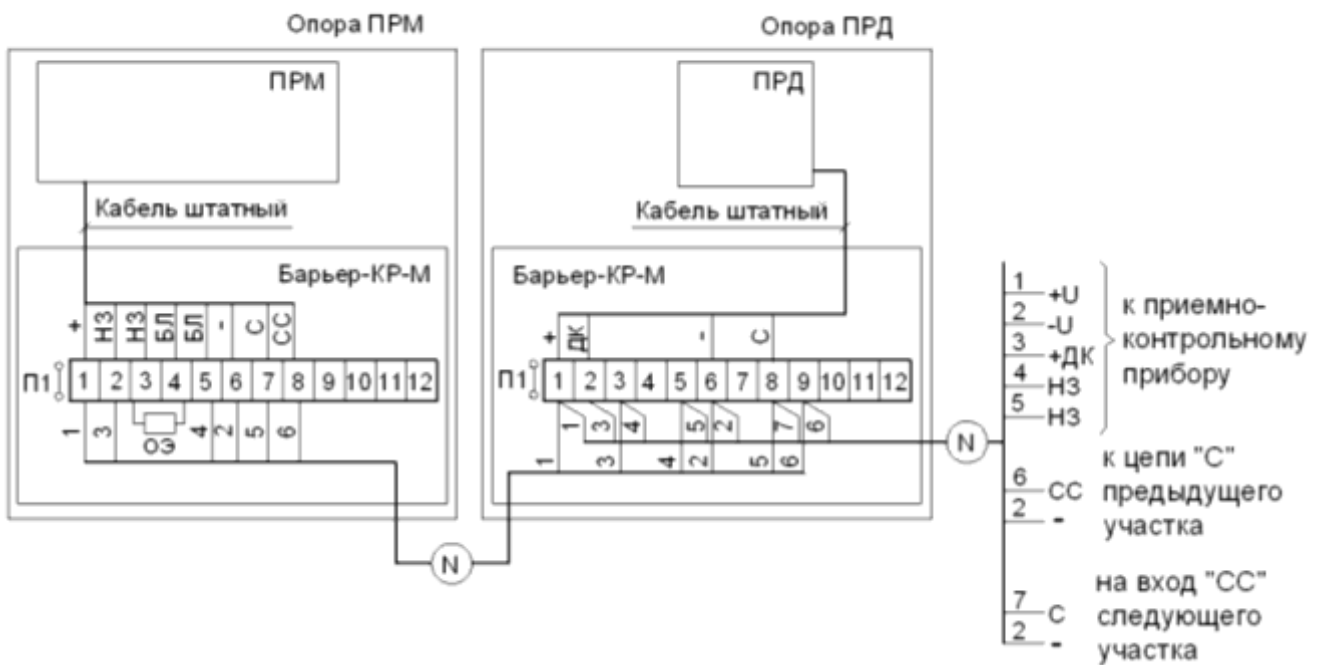 Опора ПРМ
Опора ПРД
ПРМ
ПРД
Кабель штатный
Кабель штатный
Барьер-КР-М
Барьер-КР-М
+ НЗ НЗ БЛ БЛ - С СС
+ ДК - С
П1 1 2 3 4 5 6 7 8 9 10 11 12
П1 1 2 3 4 5 6 7 8 9 10 11 12
1 3 ОЭ 4 2 5 6
1 3 4 5 2 7 6
1 3 4 2 5 6
N
N
1 +U
2 -U
3 +ДК
4 НЗ
5 НЗ
к приемно-
контрольному
прибору
6 СС
2 -
к цепи "С"
предыдущего
участка
7 С
2 -
на вход "СС"
следующего
участка